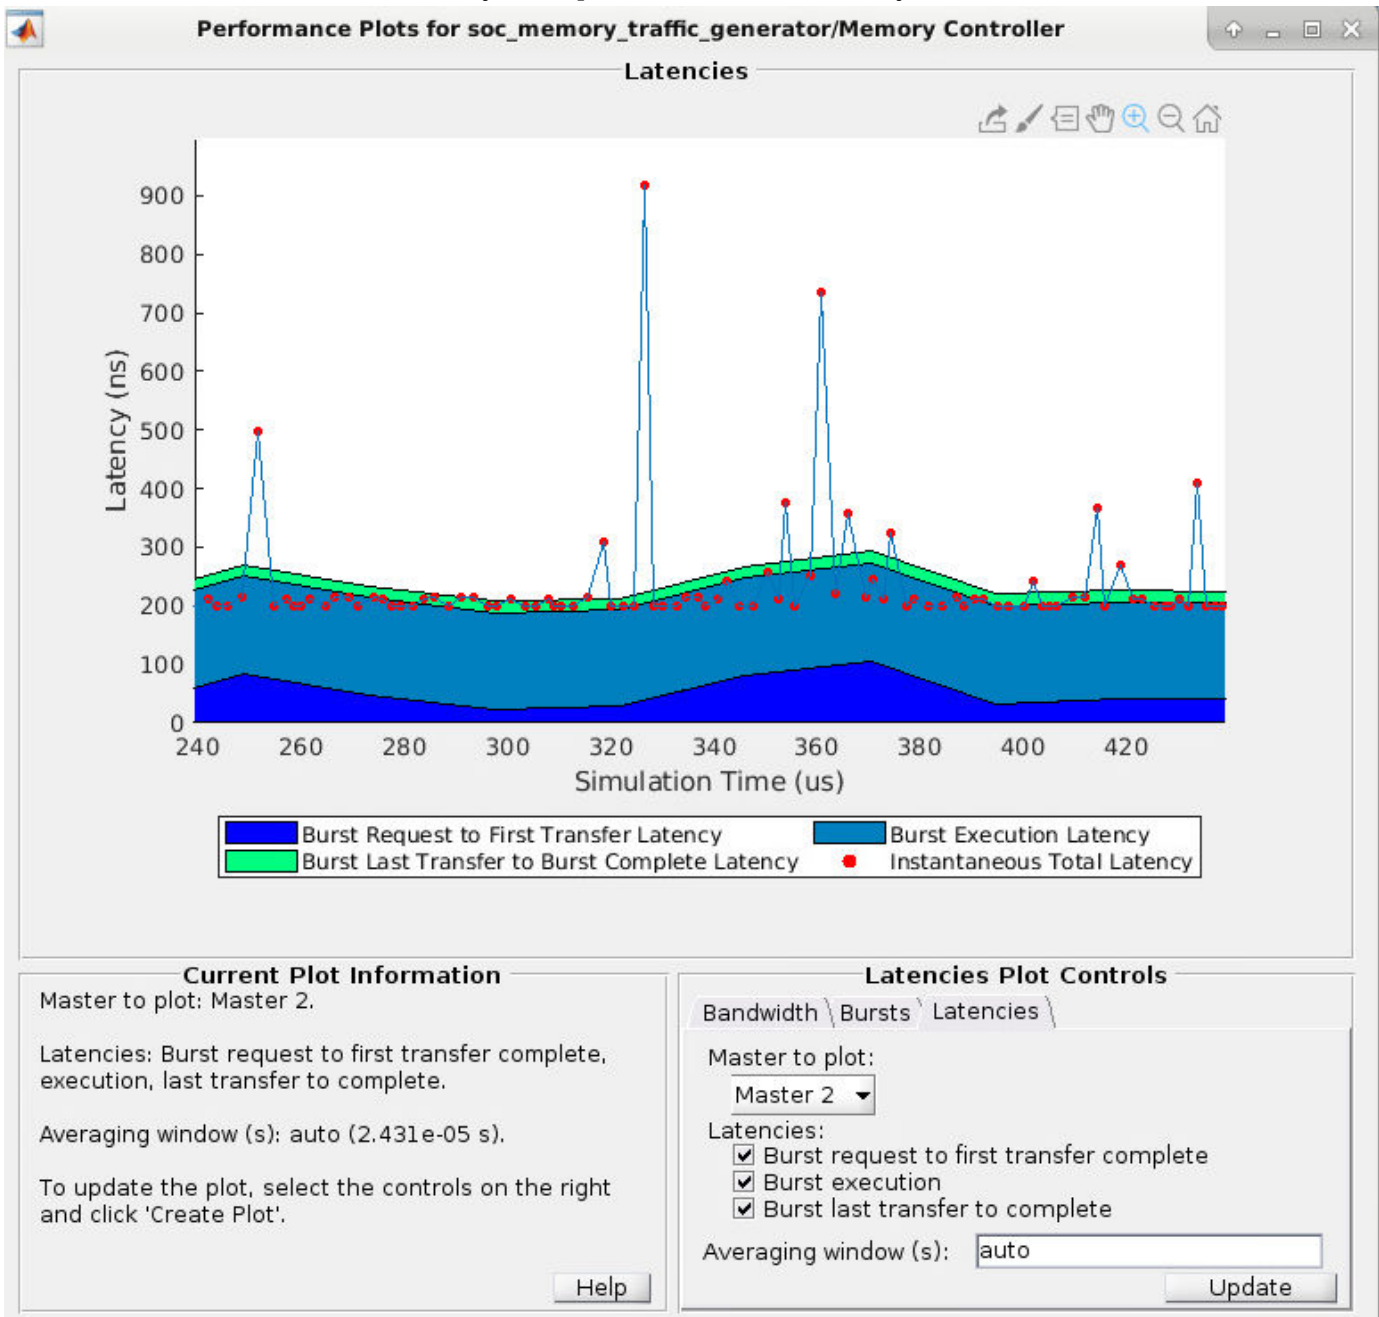 Performance Plots for soc_memory_traffic_generator/Memory Controller
Latencies
900
800
700
600
500
400
300
200
100
0
Latency (ns)
240 260 280 300 320 340 360 380 400 420
Simulation Time (us)
Burst Request to First Transfer Latency Burst Execution Latency
Burst Last Transfer to Burst Complete Latency Instantaneous Total Latency
Current Plot Information
Master to plot: Master 2.
Latencies: Burst request to first transfer complete,
execution, last transfer to complete.
Averaging window (s): auto (2.431e-05 s).
To update the plot, select the controls on the right
and click 'Create Plot'.
Help
Latencies Plot Controls
Bandwidth Bursts Latencies
Master to plot:
Master 2
Latencies:
Burst request to first transfer complete
Burst execution
Burst last transfer to complete
Averaging window (s): auto
Update